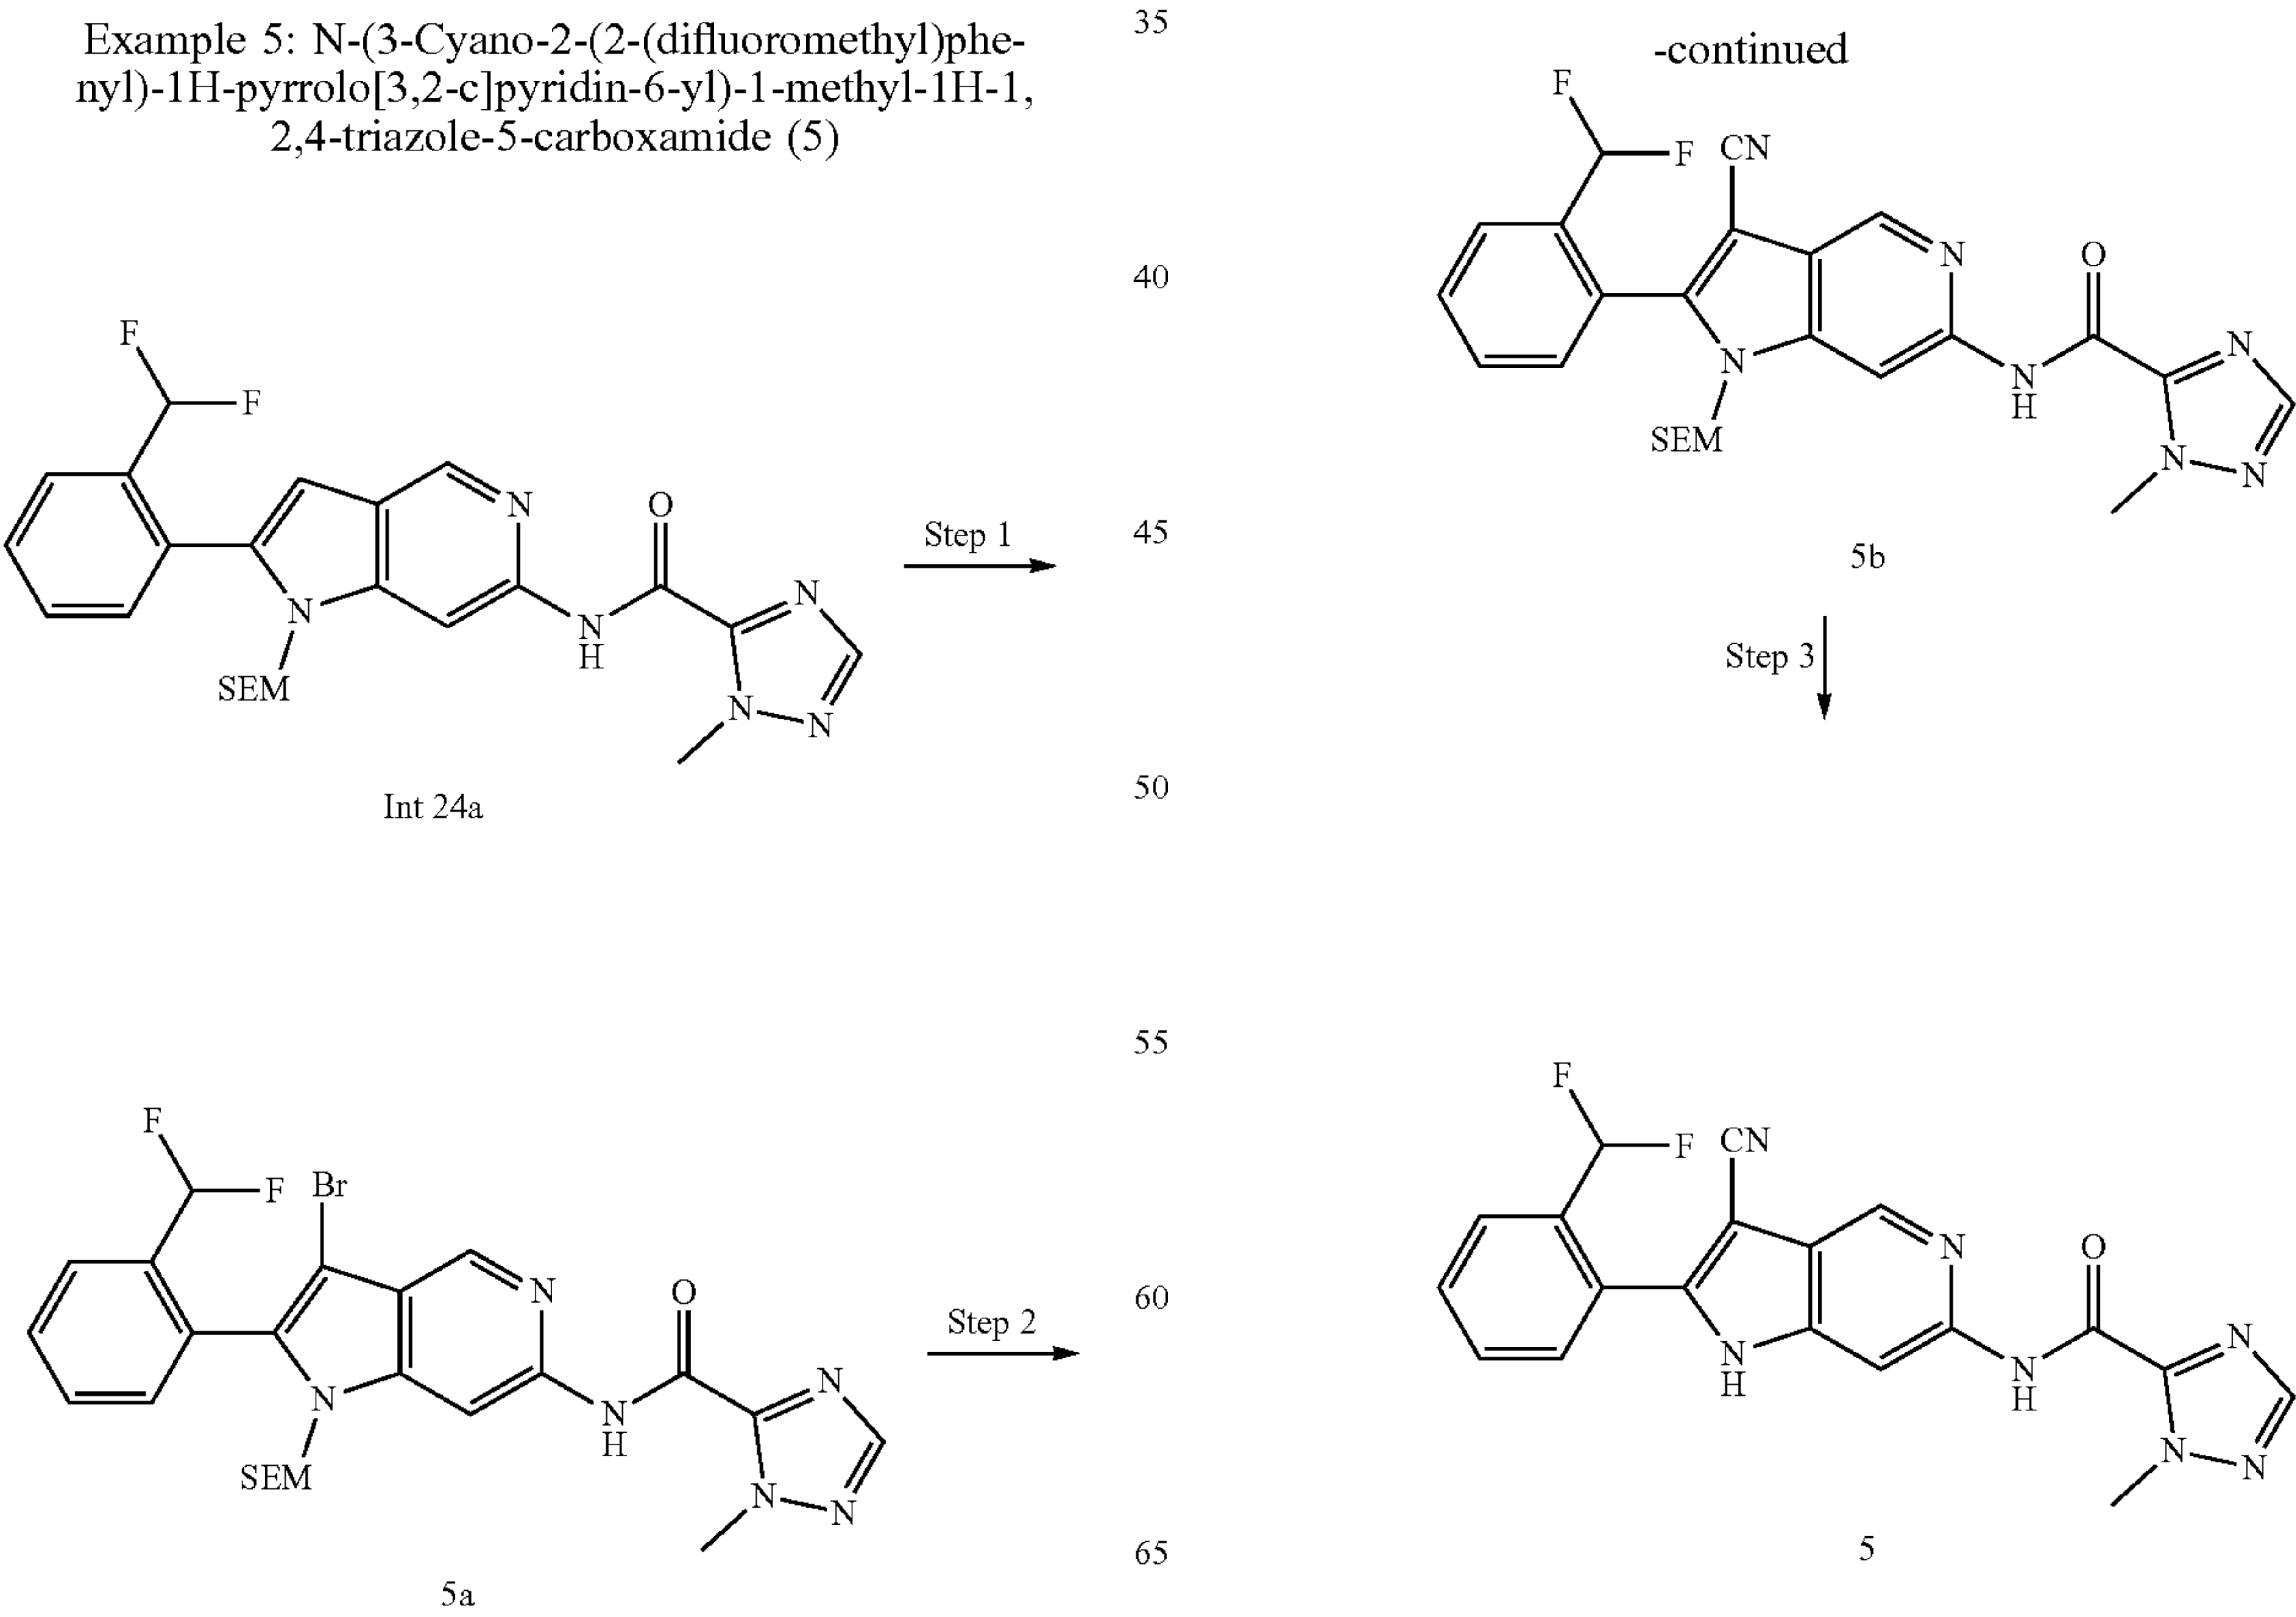 Example 5: N-(3-Cyano-2-(2-(difluoromethyl)phe-
nyl)-1H-pyrrolo[3,2-c]pyridin-6-yl)-1-methyl-1H-1,
2,4-triazole-5-carboxamide (5)
F
F
N
O
N
SEM
N
H
N
N
N
Int 24a
Step 1
F
F
Br
N
O
N
SEM
N
H
N
N
N
5a
Step 2
35
40
45
50
55
60
65
-continued
F
F
CN
N
O
N
SEM
N
H
N
N
N
5b
Step 3
F
F
CN
N
O
N
H
N
H
N
N
N
5